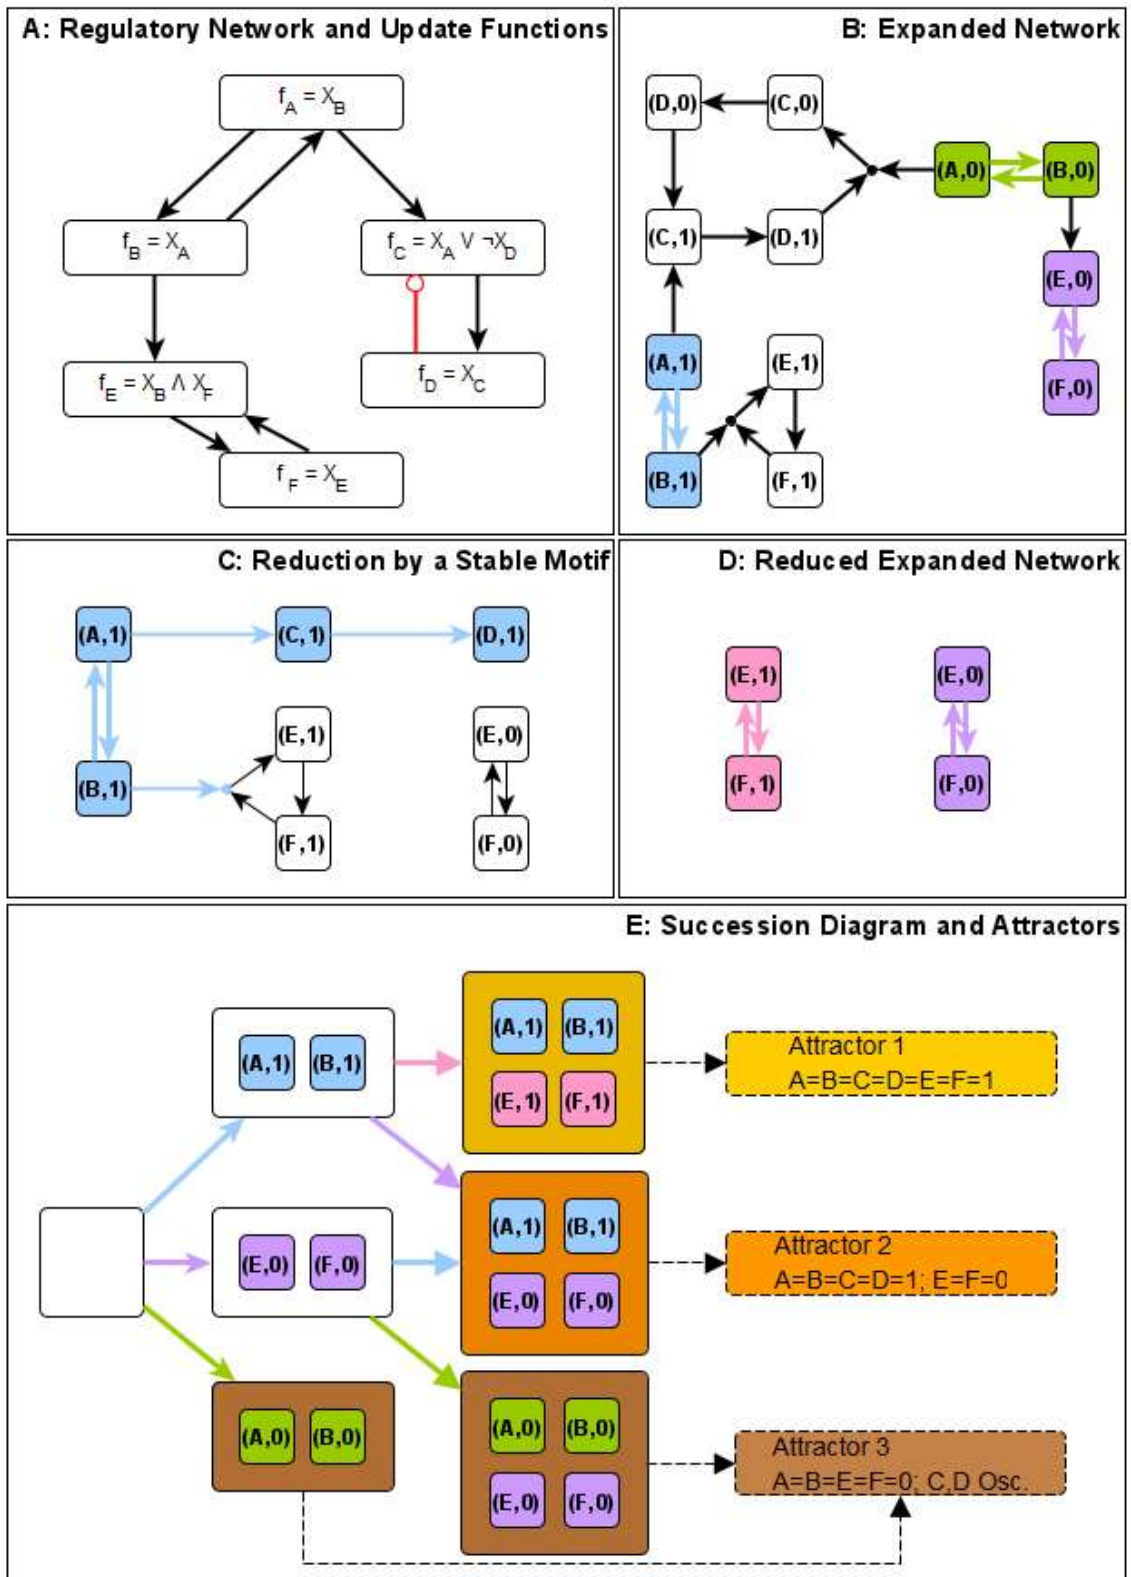 A: Regulatory Network and Update Functions
f_A = X_B
f_B = X_A
f_C = X_A V ¬X_D
f_E = X_B Λ X_F
f_D = X_C
f_F = X_E
B: Expanded Network
(D,0) (C,0)
(A,0) (B,0)
(C,1) (D,1)
(E,0)
(A,1) (E,1)
(F,0)
(B,1) (F,1)
C: Reduction by a Stable Motif
(A,1) (C,1) (D,1)
(E,1) (E,0)
(B,1)
(F,1) (F,0)
D: Reduced Expanded Network
(E,1) (E,0)
(F,1) (F,0)
E: Succession Diagram and Attractors
(A,1) (B,1)
(A,1) (B,1)
(E,1) (F,1)
Attractor 1
A=B=C=D=E=F=1
(E,0) (F,0)
(A,1) (B,1)
(E,0) (F,0)
Attractor 2
A=B=C=D=1; E=F=0
(A,0) (B,0)
(A,0) (B,0)
(E,0) (F,0)
Attractor 3
A=B=E=F=0; C,D Osc.